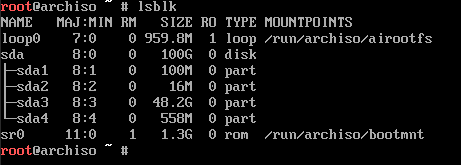 root@archiso ~ # lsblk
NAME   MAJ:MIN RM   SIZE RO TYPE MOUNTPOINTS
loop0    7:0    0 959.8M  1 loop /run/archiso/airootfs
sda      8:0    0   100G  0 disk
├─sda1   8:1    0   100M  0 part
├─sda2   8:2    0    16M  0 part
├─sda3   8:3    0  48.2G  0 part
└─sda4   8:4    0   558M  0 part
sr0     11:0    1   1.3G  0 rom  /run/archiso/bootmnt
root@archiso ~ #